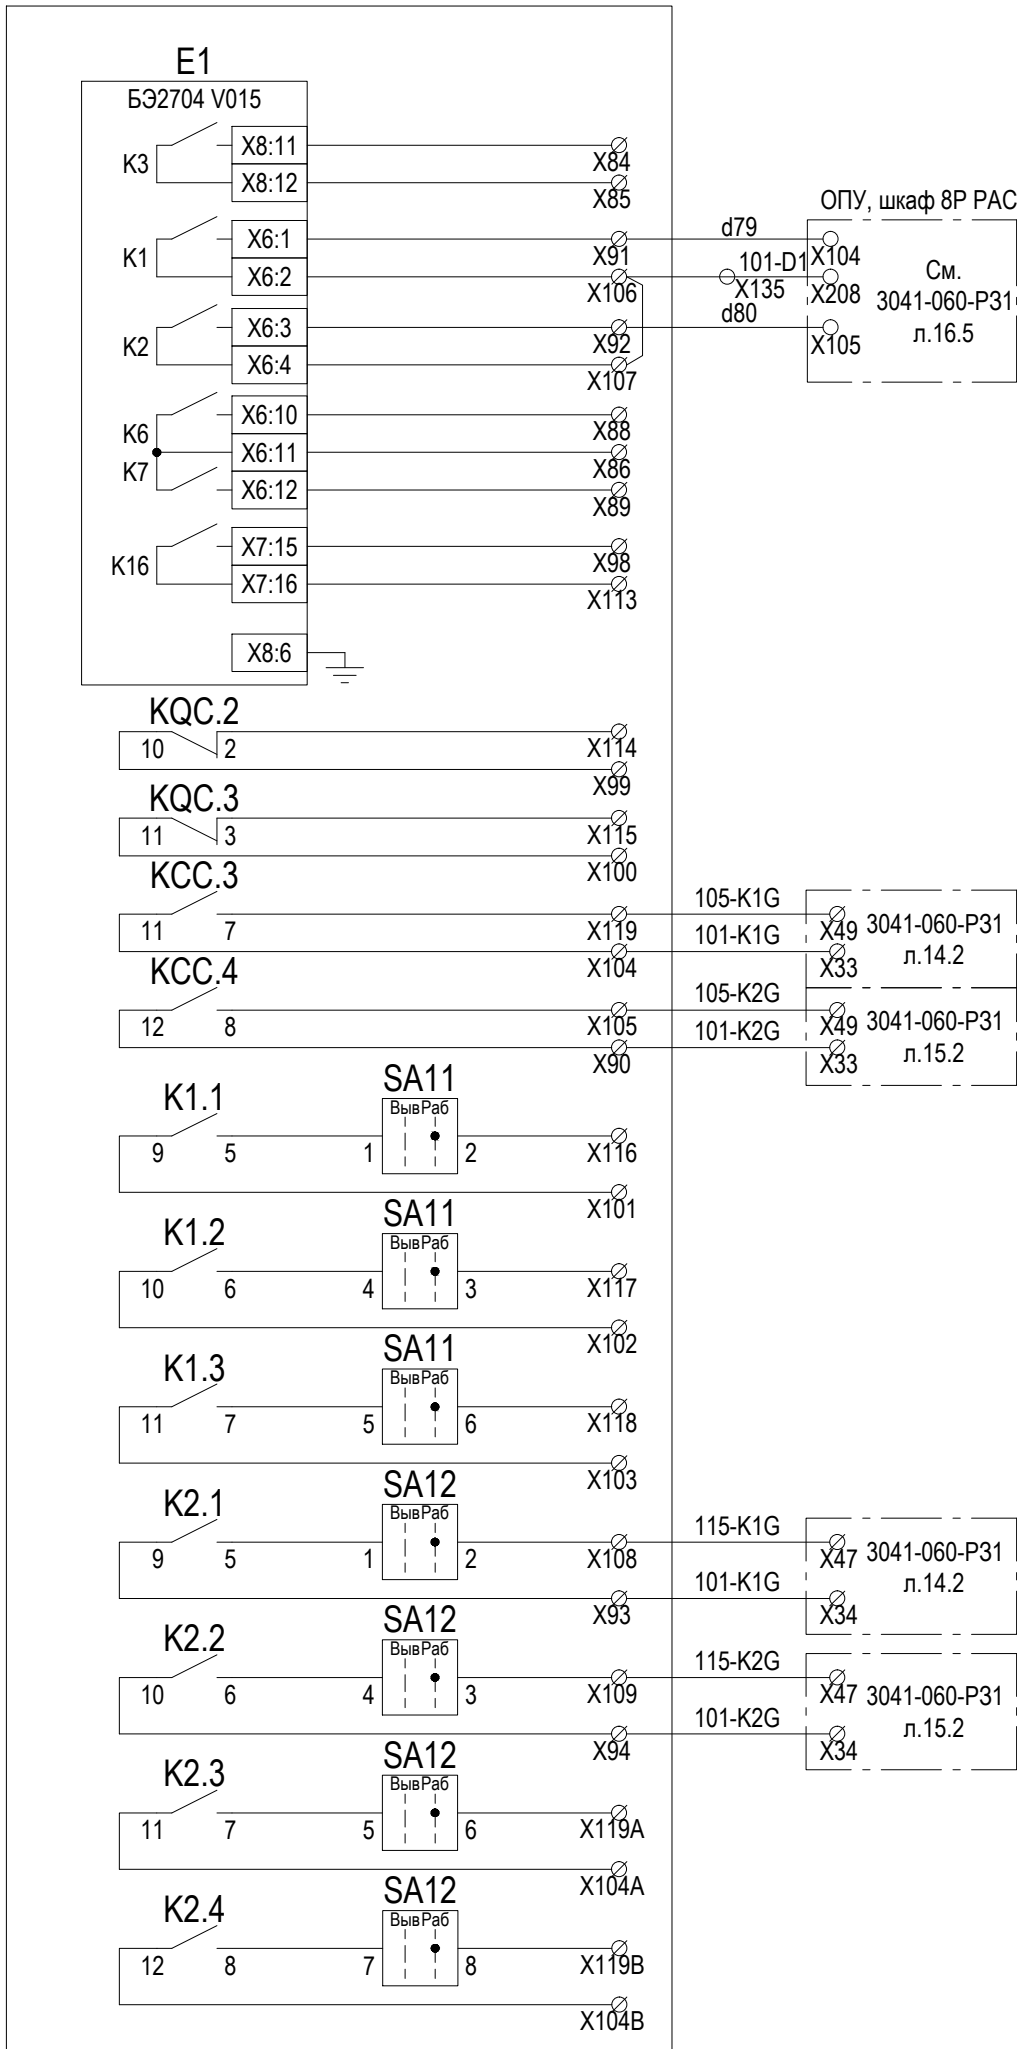 E1
БЭ2704 V015
K3
X8:11
X84
X8:12
X85
ОПУ, шкаф 8Р РАС
K1
X6:1
X91
d79
X104
X6:2
X106
101-D1
X135
X208
См.
3041-060-РЗ1
л.16.5
K2
X6:3
X92
d80
X105
X6:4
X107
K6
X6:10
X88
X6:11
X86
K7
X6:12
X89
K16
X7:15
X98
X7:16
X113
X8:6
KQC.2
10 2
X114
X99
KQC.3
11 3
X115
X100
KCC.3
11 7
X119
105-K1G
X49
X104
101-K1G
X33
3041-060-РЗ1
л.14.2
KCC.4
12 8
X105
105-K2G
X49
X90
101-K2G
X33
3041-060-РЗ1
л.15.2
K1.1
SA11
ВывРаб
9 5 1 2
X116
X101
K1.2
SA11
ВывРаб
10 6 4 3
X117
X102
K1.3
SA11
ВывРаб
11 7 5 6
X118
X103
K2.1
SA12
ВывРаб
9 5 1 2
X108
115-K1G
X47
X93
101-K1G
X34
3041-060-РЗ1
л.14.2
K2.2
SA12
ВывРаб
10 6 4 3
X109
115-K2G
X47
X94
101-K2G
X34
3041-060-РЗ1
л.15.2
K2.3
SA12
ВывРаб
11 7 5 6
X119A
X104A
K2.4
SA12
ВывРаб
12 8 7 8
X119B
X104B